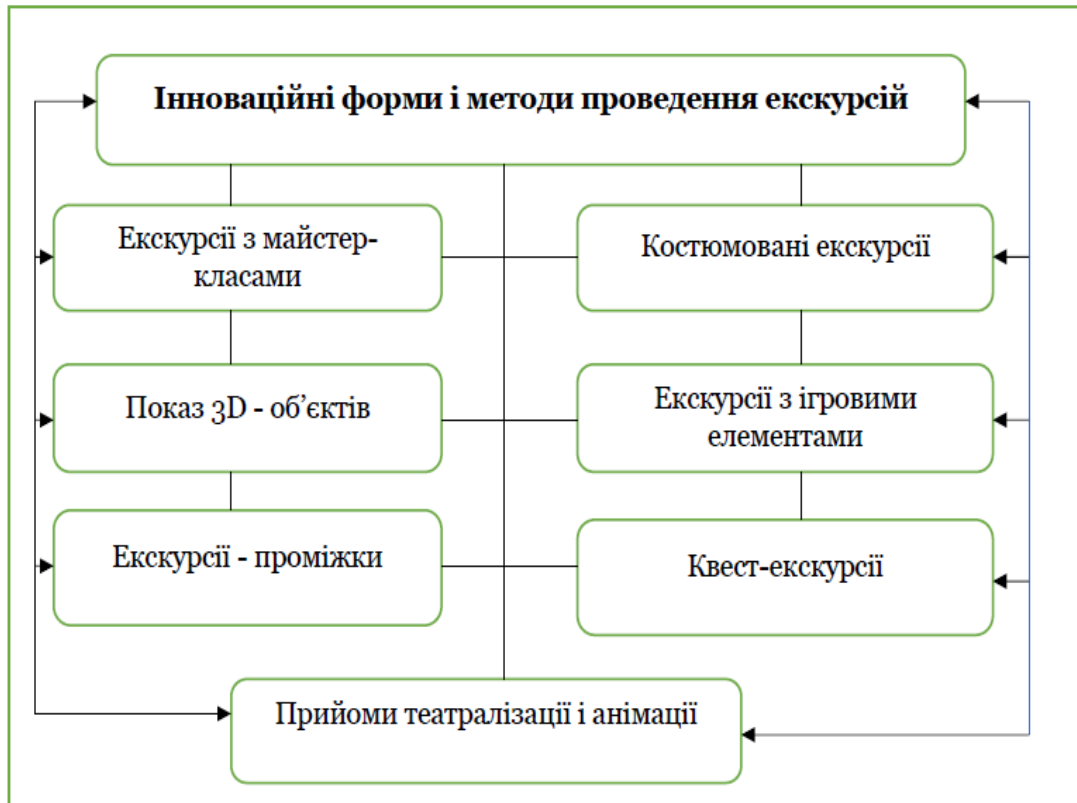 Інноваційні форми і методи проведення екскурсій
Екскурсії з майстер-
класами
Костюмовані екскурсії
Показ 3D - об’єктів
Екскурсії з ігровими
елементами
Екскурсії - проміжки
Квест-екскурсії
Прийоми театралізації і анімації